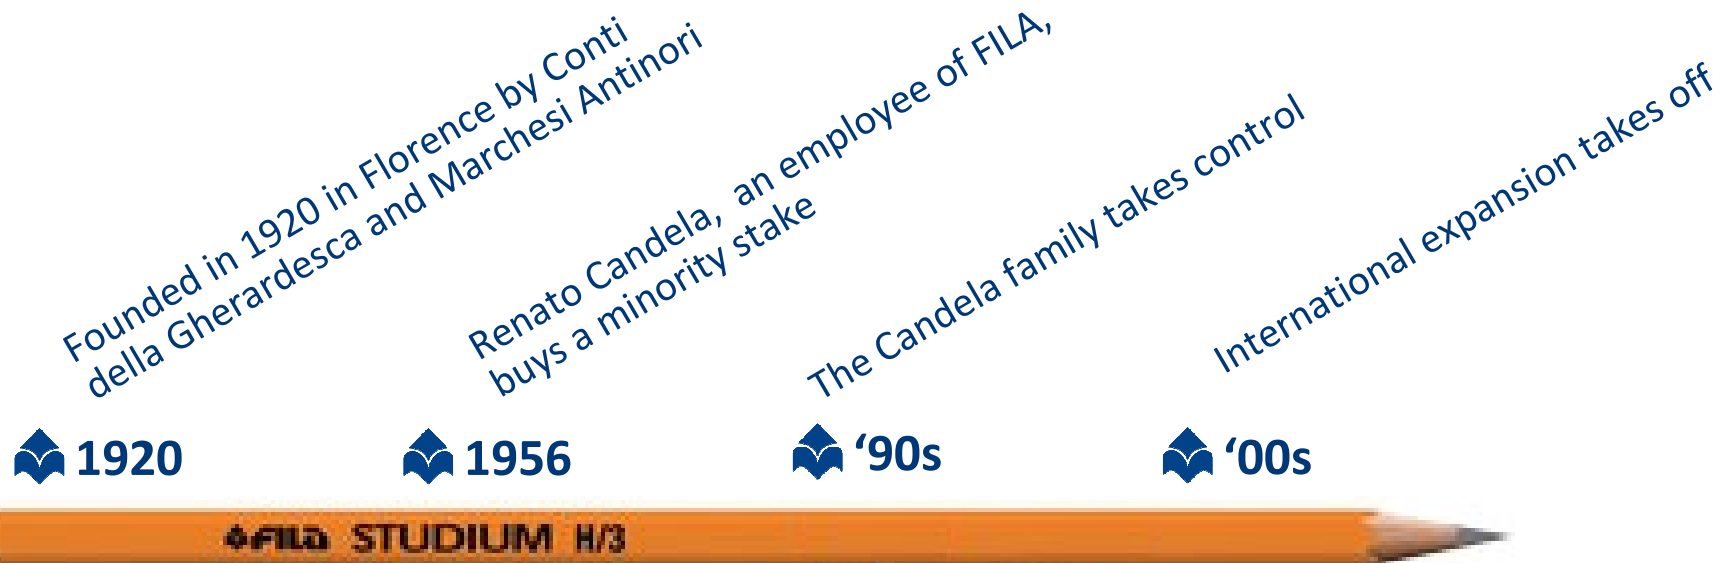 Founded in 1920 in Florence by Conti
della Gherardesca and Marchesi Antinori
Renato Candela, an employee of FILA,
buys a minority stake
The Candela family takes control
International expansion takes off
1920
1956
‘90s
‘00s
FILA STUDIUM H/3